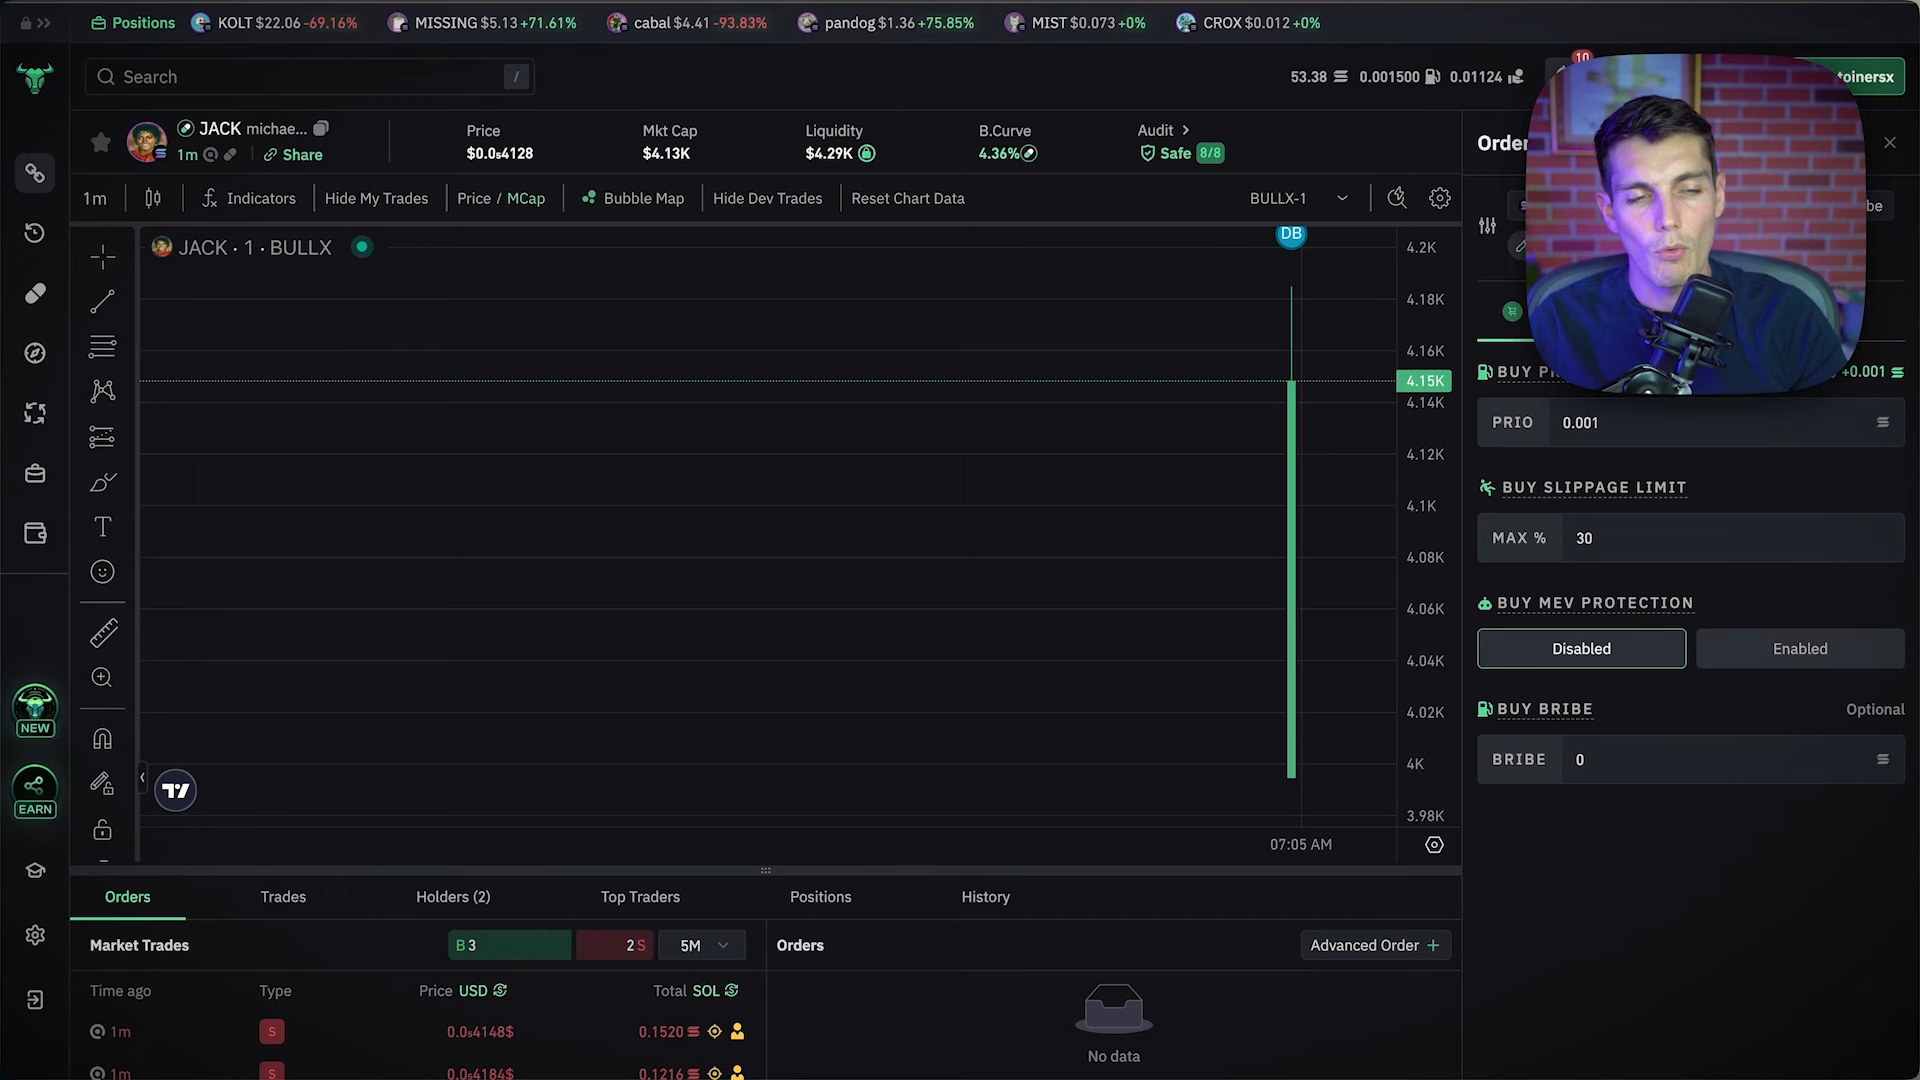 Positions KOLT $22.06 -69.16% MISSING $5.13 +71.61% cabal $4.41 -93.83% pandog $1.36 +75.85% MIST $0.073 +0% CROX $0.012 +0%
Search / 53.38 0.001500 0.01124 10 toinersx
JACK michae...
1m Share
Price
$0.0₅4128
Mkt Cap
$4.13K
Liquidity
$4.29K
B.Curve
4.36%
Audit
Safe 8/8
1m Indicators Hide My Trades Price / MCap Bubble Map Hide Dev Trades Reset Chart Data BULLX-1
JACK · 1 · BULLX
DB
4.2K
4.18K
4.16K
4.15K
4.14K
4.12K
4.1K
4.08K
4.06K
4.04K
4.02K
4K
3.98K
07:05 AM
NEW
EARN
Orders Trades Holders (2) Top Traders Positions History
Market Trades B 3 2 S 5M
Time ago Type Price USD Total SOL
1m S 0.0₅4148$ 0.1520
1m S 0.0₅4184$ 0.1216
Orders Advanced Order +
No data
be
+0.001
PRIO 0.001
BUY SLIPPAGE LIMIT
MAX % 30
BUY MEV PROTECTION
Disabled Enabled
BUY BRIBE Optional
BRIBE 0